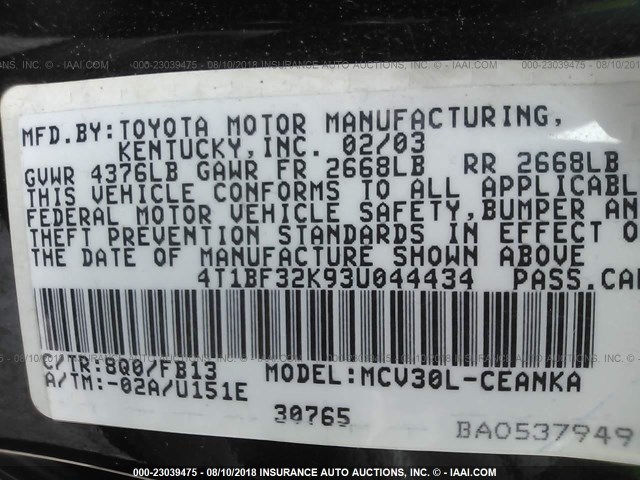 000-23039475 - 08/10/2018 INSURANCE AUTO AUCTIONS, INC. © - IAAI.COM
MFD.BY:TOYOTA MOTOR MANUFACTURING,
KENTUCKY,INC. 02/03
GVWR 4376LB GAWR FR 2668LB RR 2668LB
THIS VEHICLE CONFORMS TO ALL APPLICABL
FEDERAL MOTOR VEHICLE SAFETY,BUMPER AN
THEFT PREVENTION STANDARDS IN EFFECT O
THE DATE OF MANUFACTURE SHOWN ABOVE
4T1BF32K93U044434 PASS.CAR
C/TR:8Q0/FB13 MODEL:MCV30L-CEANKA
A/TM:-02A/U151E
30765
BA0537949
000-23039475 - 08/10/2018 INSURANCE AUTO AUCTIONS, INC. © - IAAI.COM